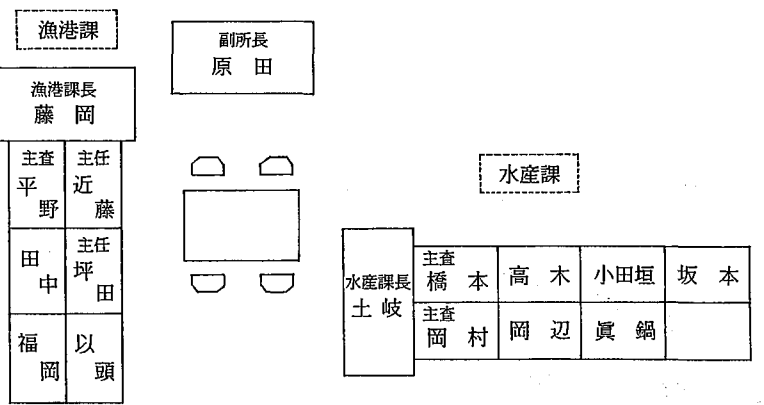 漁港課
副所長
原田
漁港課長
藤岡
主査
平野
主任
近藤
田中
主任
坪田
福岡
以頭
水産課
水産課長
土岐
主査
橋本
高木
小田垣
坂本
主査
岡村
岡辺
眞鍋